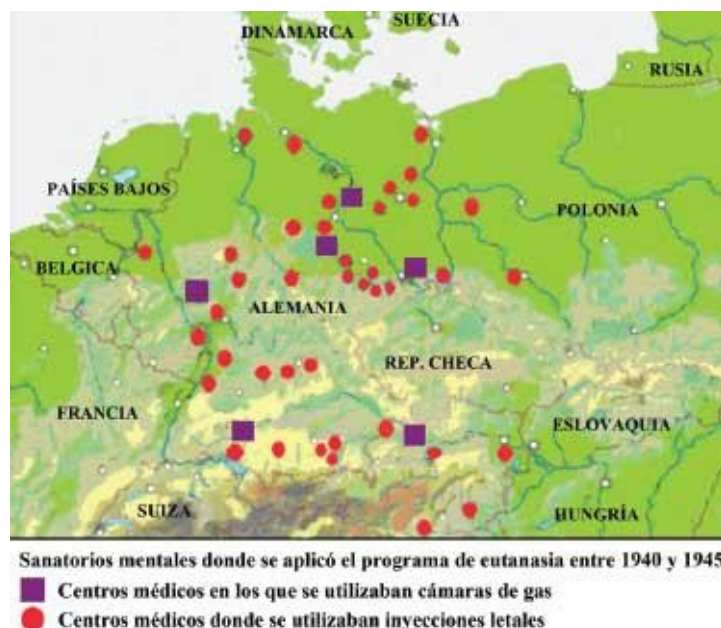 SUECIA
DINAMARCA
RUSIA
PAÍSES BAJOS
POLONIA
BELGICA
ALEMANIA
REP. CHECA
FRANCIA
ESLOVAQUIA
SUIZA
HUNGRÍA
Sanatorios mentales donde se aplicó el programa de eutanasia entre 1940 y 1945
Centros médicos en los que se utilizaban cámaras de gas
Centros médicos donde se utilizaban inyecciones letales